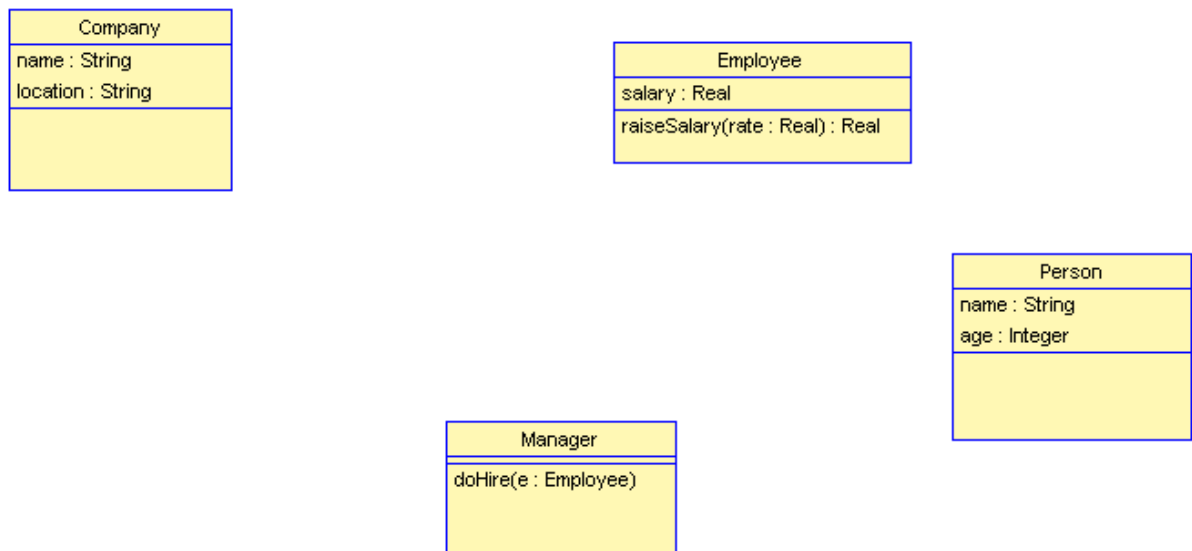 Company
name : String
location : String
Employee
salary : Real
raiseSalary(rate : Real) : Real
Person
name : String
age : Integer
Manager
doHire(e : Employee)